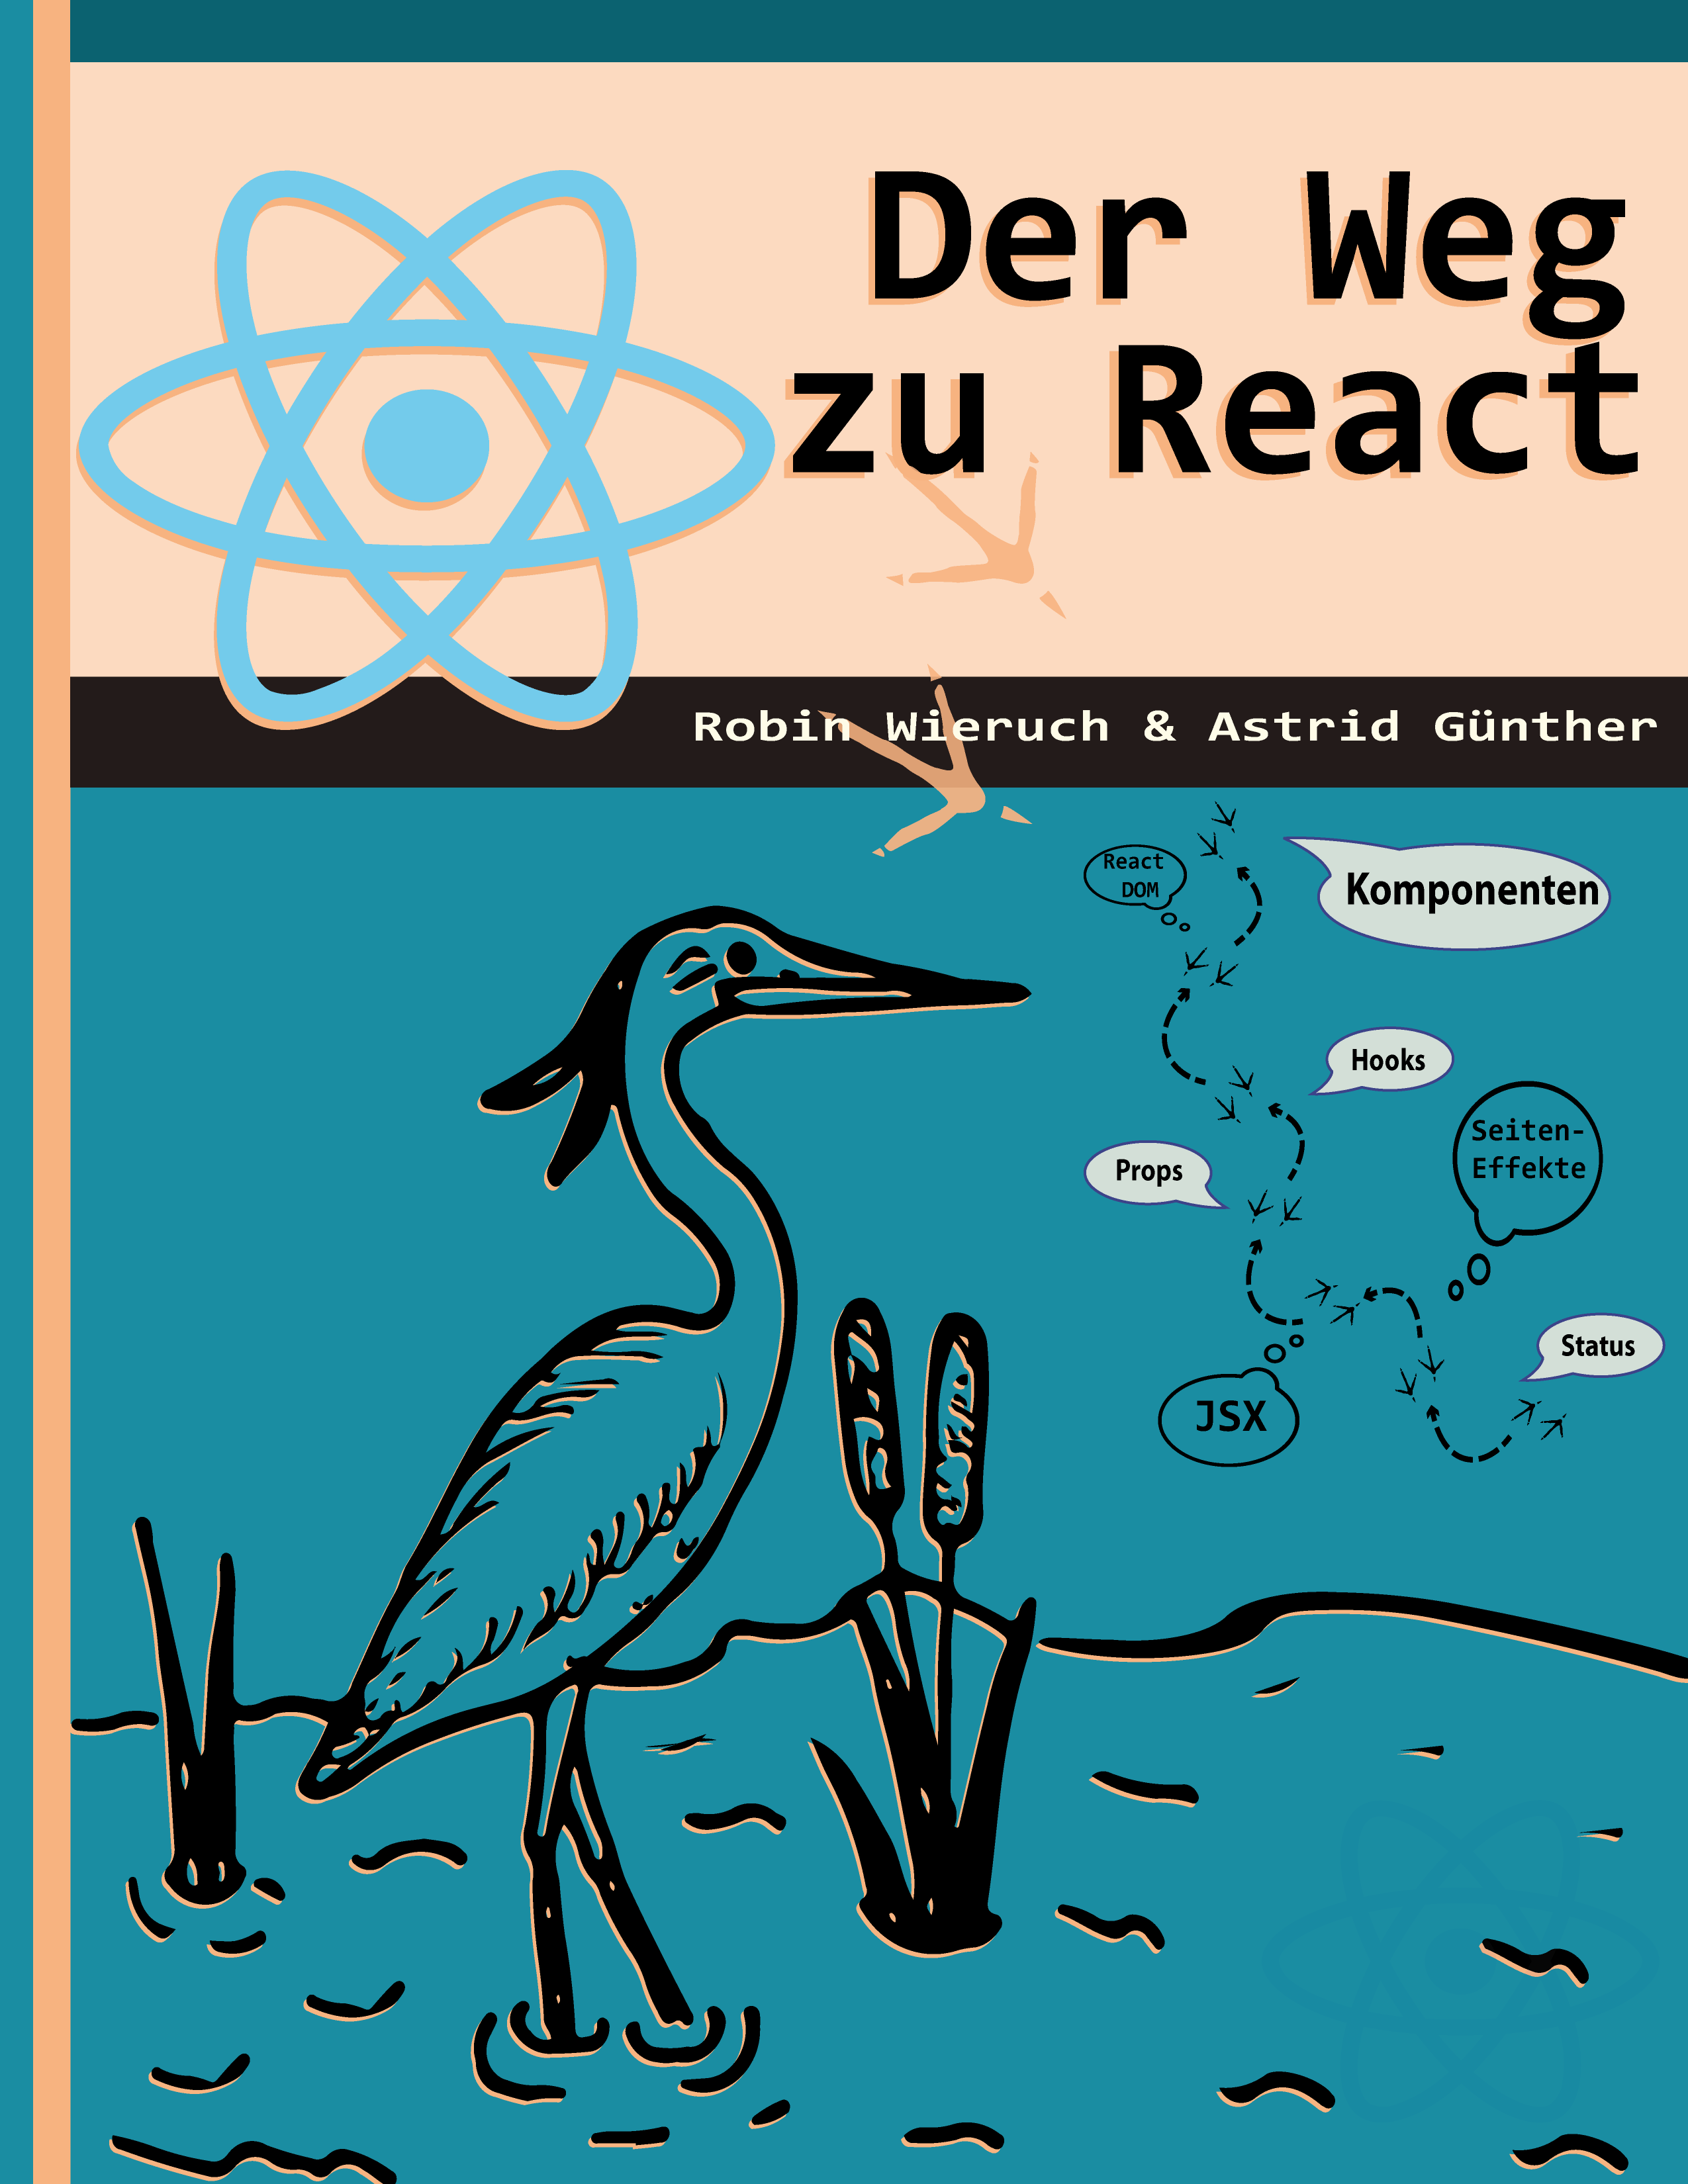 Der Weg
zu React
Robin Wieruch & Astrid Günther
React
DOM
Komponenten
Hooks
Seiten-
Effekte
Props
Status
JSX